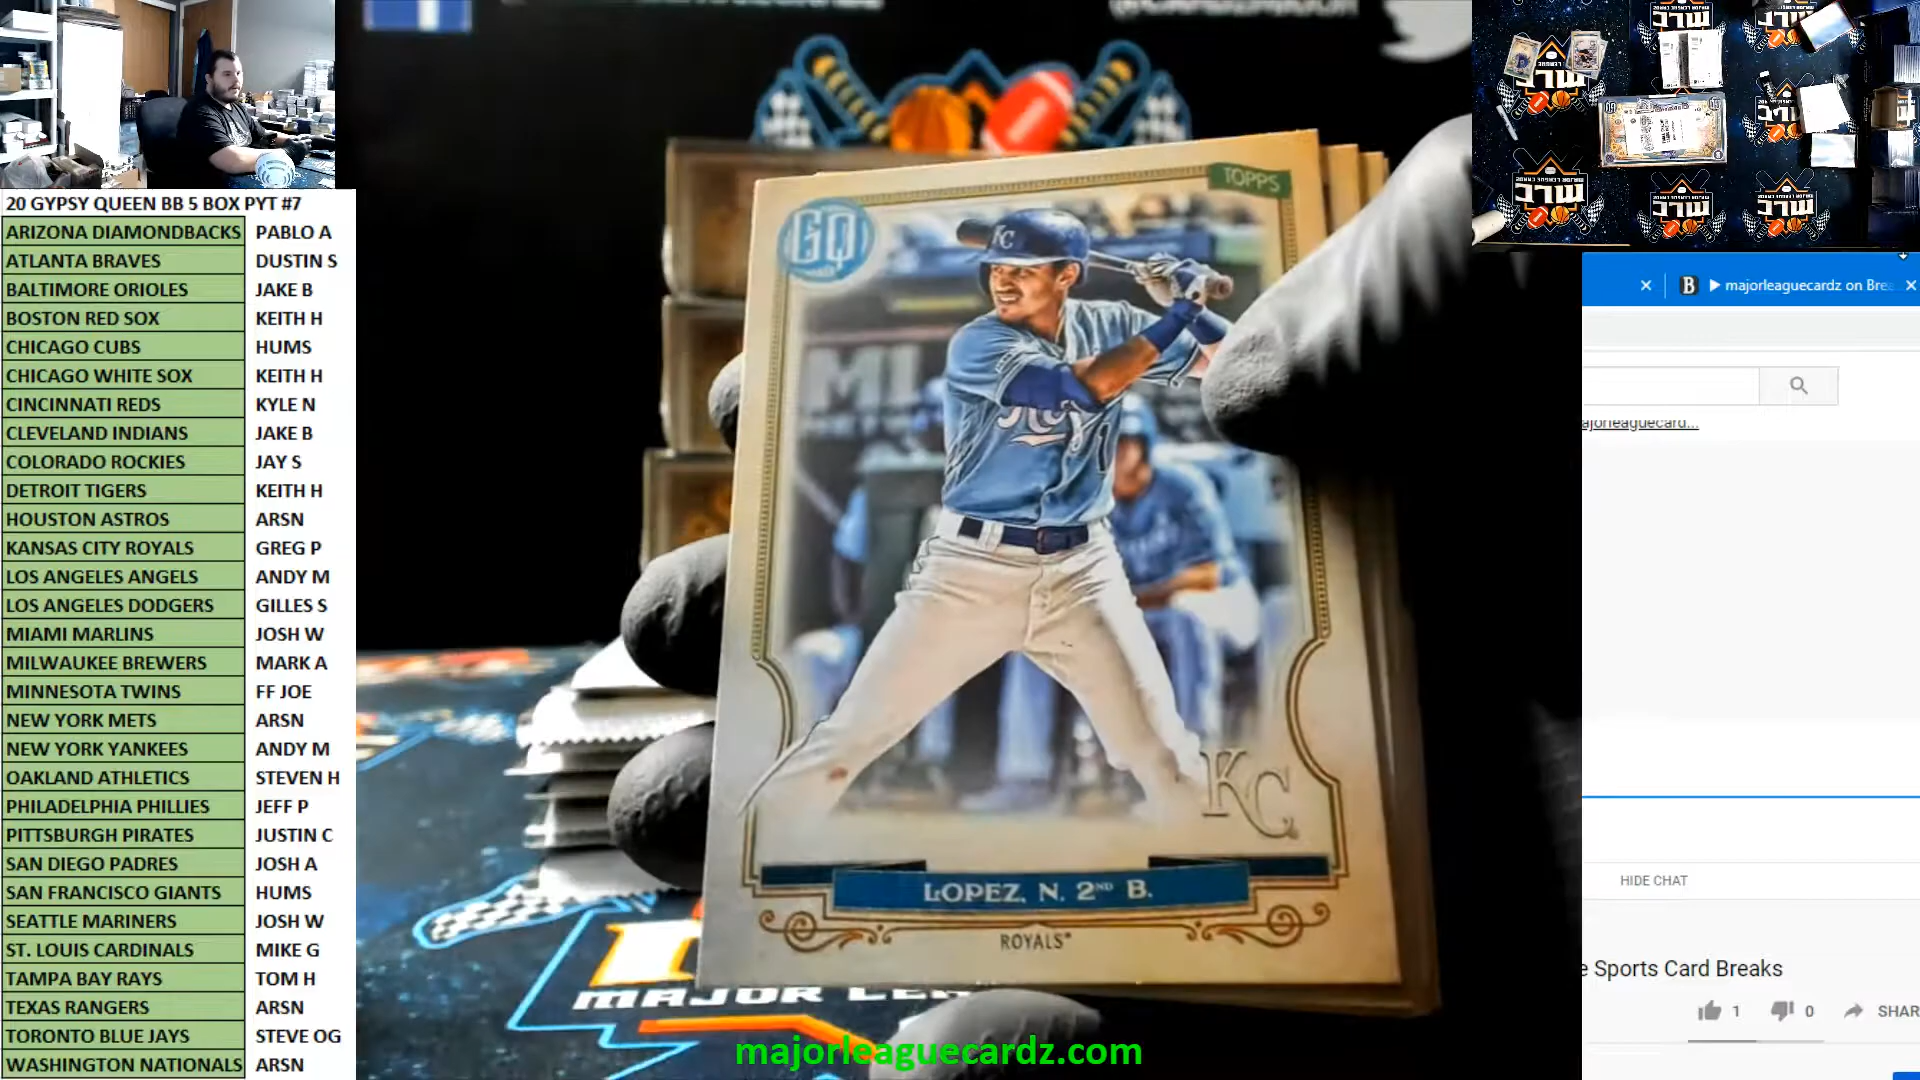 20 GYPSY QUEEN BB 5 BOX PYT #7
ARIZONA DIAMONDBACKS PABLO A
ATLANTA BRAVES DUSTIN S
BALTIMORE ORIOLES JAKE B
BOSTON RED SOX KEITH H
CHICAGO CUBS HUMS
CHICAGO WHITE SOX KEITH H
CINCINNATI REDS KYLE N
CLEVELAND INDIANS JAKE B
COLORADO ROCKIES JAY S
DETROIT TIGERS KEITH H
HOUSTON ASTROS ARSN
KANSAS CITY ROYALS GREG P
LOS ANGELES ANGELS ANDY M
LOS ANGELES DODGERS GILLES S
MIAMI MARLINS JOSH W
MILWAUKEE BREWERS MARK A
MINNESOTA TWINS FF JOE
NEW YORK METS ARSN
NEW YORK YANKEES ANDY M
OAKLAND ATHLETICS STEVEN H
PHILADELPHIA PHILLIES JEFF P
PITTSBURGH PIRATES JUSTIN C
SAN DIEGO PADRES JOSH A
SAN FRANCISCO GIANTS HUMS
SEATTLE MARINERS JOSH W
ST. LOUIS CARDINALS MIKE G
TAMPA BAY RAYS TOM H
TEXAS RANGERS ARSN
TORONTO BLUE JAYS STEVE OG
WASHINGTON NATIONALS ARSN
TOPPS
GQ
KC
KC
LOPEZ, N. 2ND B.
ROYALS
MAJOR
majorleaguecardz.com
B majorleaguecardz on Brea
ajorleaguecard...
HIDE CHAT
e Sports Card Breaks
1 0 SHAR